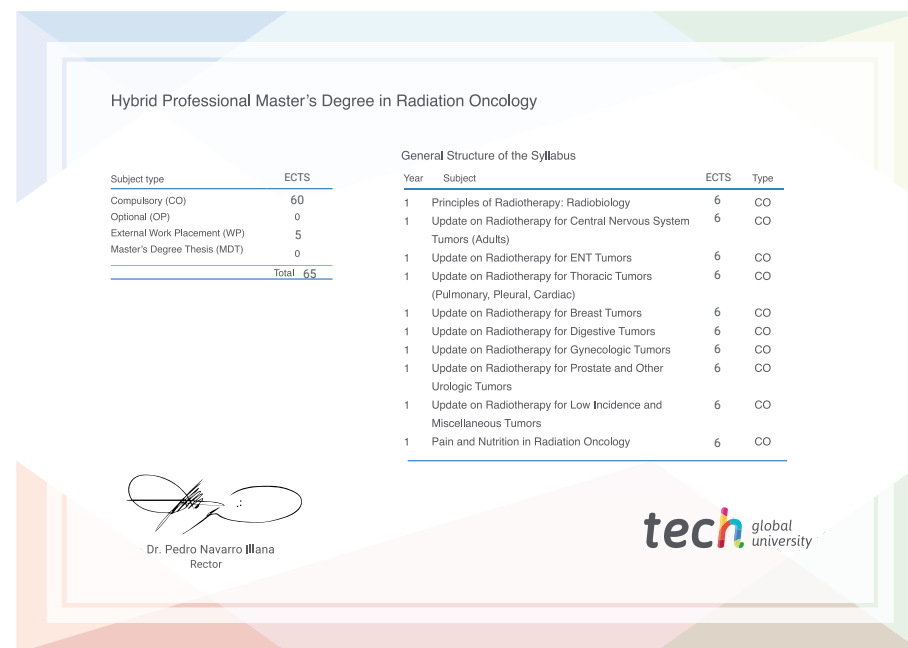 Hybrid Professional Master's Degree in Radiation Oncology
Subject type ECTS
Compulsory (CO) 60
Optional (OP) 0
External Work Placement (WP) 5
Master's Degree Thesis (MDT) 0
Total 65
General Structure of the Syllabus
Year Subject ECTS Type
1 Principles of Radiotherapy: Radiobiology 6 CO
1 Update on Radiotherapy for Central Nervous System 6 CO
Tumors (Adults)
1 Update on Radiotherapy for ENT Tumors 6 CO
1 Update on Radiotherapy for Thoracic Tumors 6 CO
(Pulmonary, Pleural, Cardiac)
1 Update on Radiotherapy for Breast Tumors 6 CO
1 Update on Radiotherapy for Digestive Tumors 6 CO
1 Update on Radiotherapy for Gynecologic Tumors 6 CO
1 Update on Radiotherapy for Prostate and Other 6 CO
Urologic Tumors
1 Update on Radiotherapy for Low Incidence and 6 CO
Miscellaneous Tumors
1 Pain and Nutrition in Radiation Oncology 6 CO
Dr. Pedro Navarro Illana
Rector
tech global
university